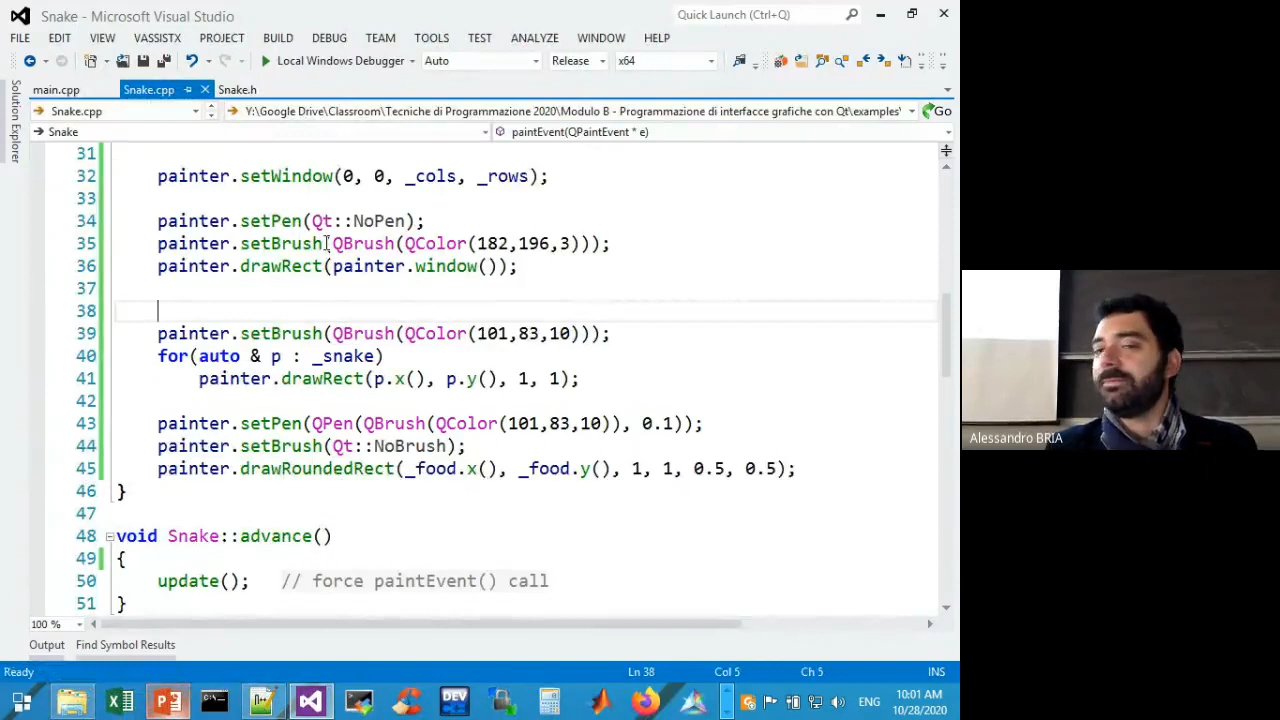 Snake - Microsoft Visual Studio
Quick Launch (Ctrl+Q)
FILE EDIT VIEW VASSISTX PROJECT BUILD DEBUG TEAM TOOLS TEST ANALYZE WINDOW HELP
Local Windows Debugger Auto Release x64
main.cpp Snake.cpp Snake.h
Snake.cpp Y:\Google Drive\Classroom\Tecniche di Programmazione 2020\Modulo B - Programmazione di interfacce grafiche con Qt\examples\ Go
Snake paintEvent(QPaintEvent * e)
Solution Explorer
31
32 painter.setWindow(0, 0, _cols, _rows);
33
34 painter.setPen(Qt::NoPen);
35 painter.setBrush(QBrush(QColor(182,196,3)));
36 painter.drawRect(painter.window());
37
38
39 painter.setBrush(QBrush(QColor(101,83,10)));
40 for(auto & p : _snake)
41 painter.drawRect(p.x(), p.y(), 1, 1);
42
43 painter.setPen(QPen(QBrush(QColor(101,83,10)), 0.1));
44 painter.setBrush(Qt::NoBrush);
45 painter.drawRoundedRect(_food.x(), _food.y(), 1, 1, 0.5, 0.5);
46 }
47
48 void Snake::advance()
49 {
50 update(); // force paintEvent() call
51 }
100 %
Output Find Symbol Results
Ready Ln 38 Col 5 Ch 5 INS
DEV
ENG
10:01 AM
10/28/2020
Alessandro BRIA